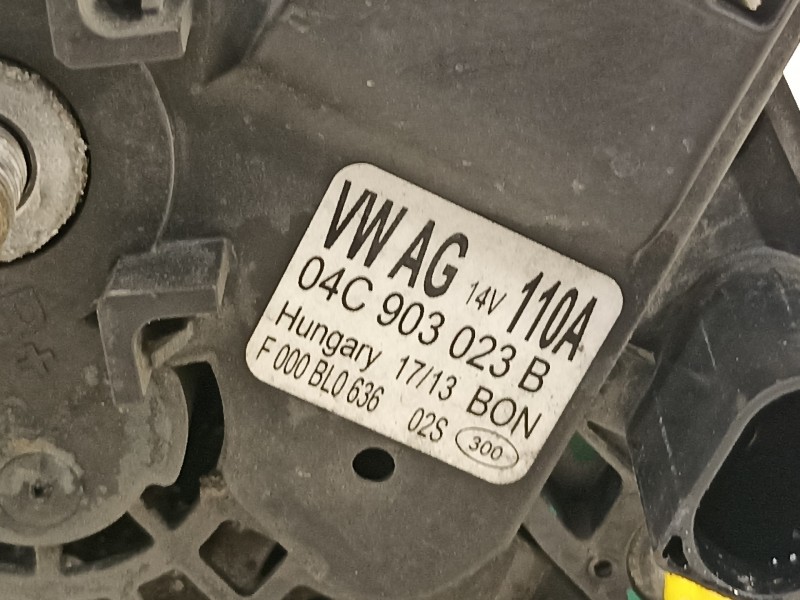 VW AG 14V 110A
04C 903 023 B
Hungary 17/13 BON
F 000 BL0 636 02S 300